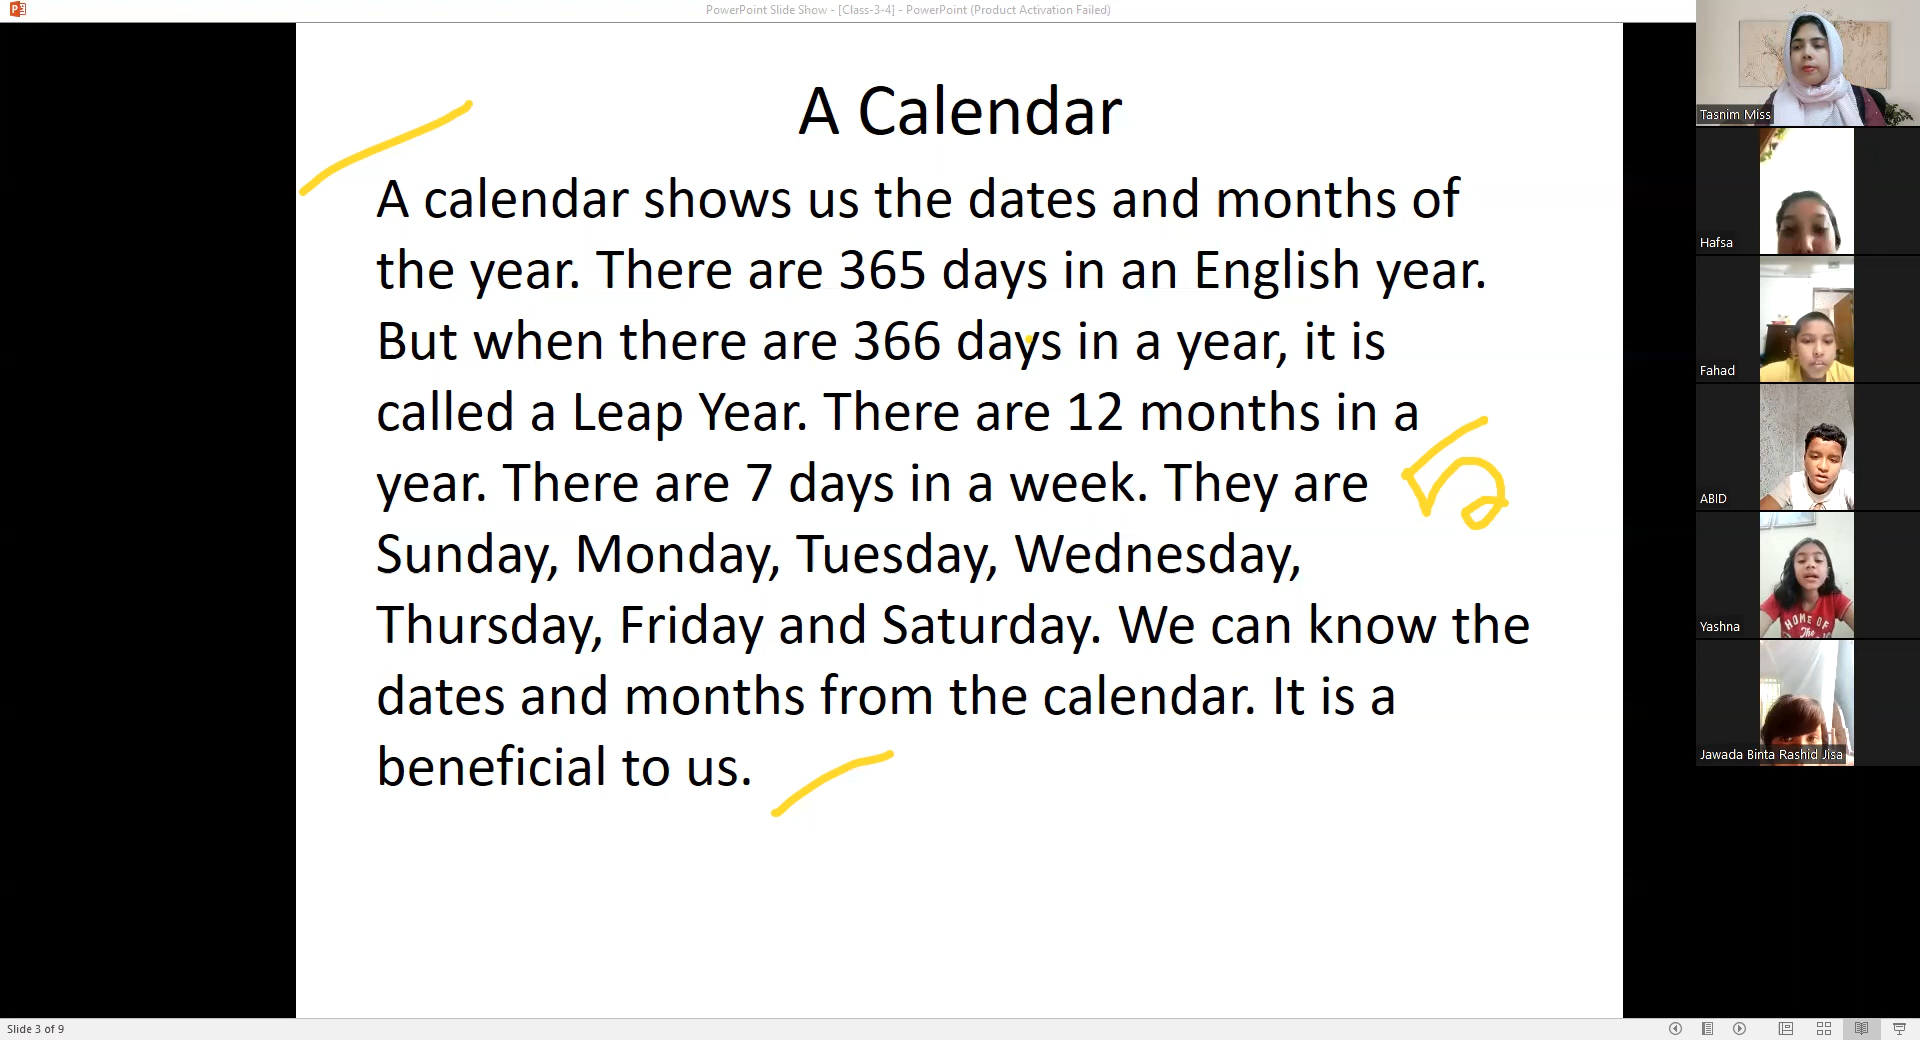 PowerPoint Slide Show - [Class-3-4] - PowerPoint (Product Activation Failed)
A Calendar
A calendar shows us the dates and months of
the year. There are 365 days in an English year.
But when there are 366 days in a year, it is
called a Leap Year. There are 12 months in a
year. There are 7 days in a week. They are
Sunday, Monday, Tuesday, Wednesday,
Thursday, Friday and Saturday. We can know the
dates and months from the calendar. It is a
beneficial to us.
Tasnim Miss
Hafsa
Fahad
ABID
Yashna
HOME OF
The
Jawada Binta Rashid Jisa
Slide 3 of 9